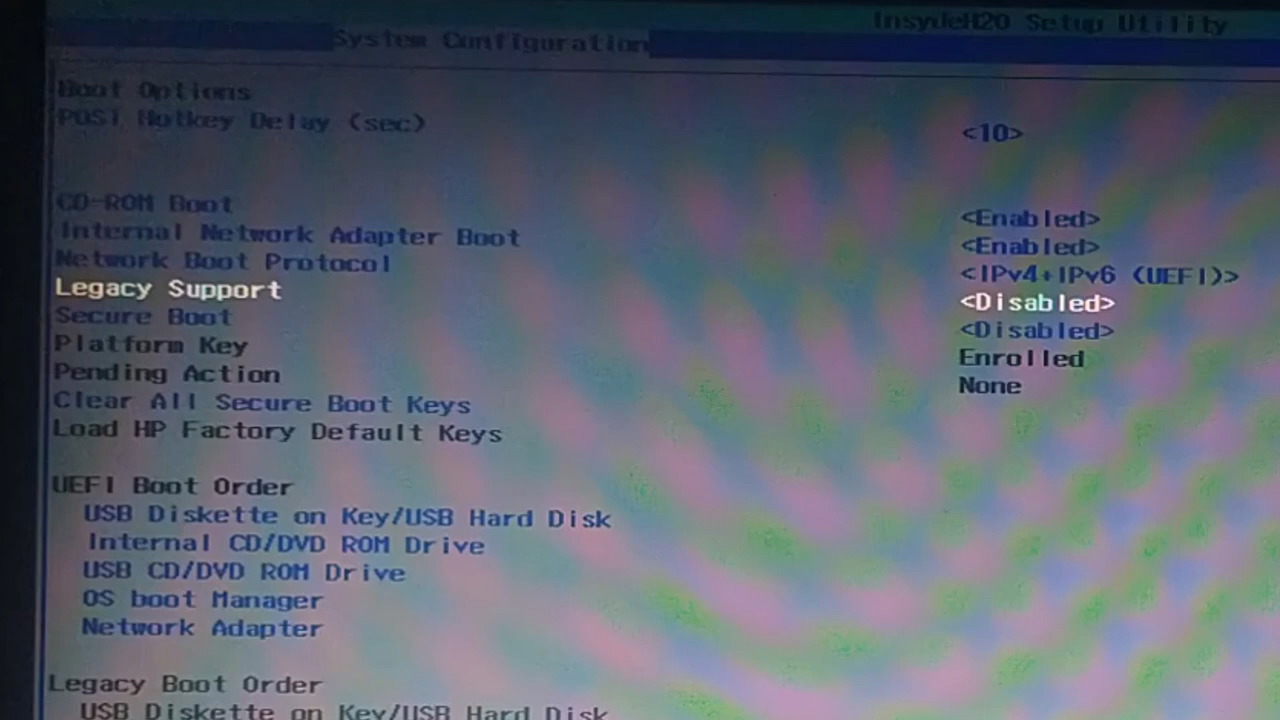 InsydeH20 Setup Utility
System Configuration
Boot Options
POST Hotkey Delay (sec) <10>
CD-ROM Boot <Enabled>
Internal Network Adapter Boot <Enabled>
Network Boot Protocol <IPv4+IPv6 (UEFI)>
Legacy Support <Disabled>
Secure Boot <Disabled>
Platform Key Enrolled
Pending Action None
Clear All Secure Boot Keys
Load HP Factory Default Keys
UEFI Boot Order
USB Diskette on Key/USB Hard Disk
Internal CD/DVD ROM Drive
USB CD/DVD ROM Drive
OS boot Manager
Network Adapter
Legacy Boot Order
USB Diskette on Key/USB Hard Disk